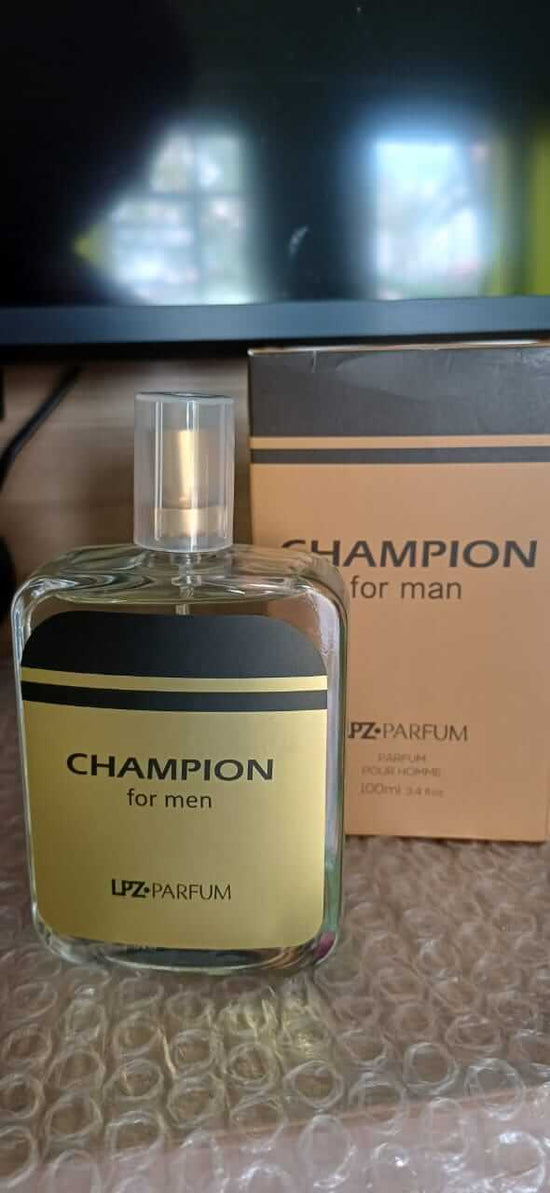 CHAMPION
for man
LPZ•PARFUM
PARFUM
POUR HOMME
100ml 3.4 fl oz
CHAMPION
for men
LPZ•PARFUM